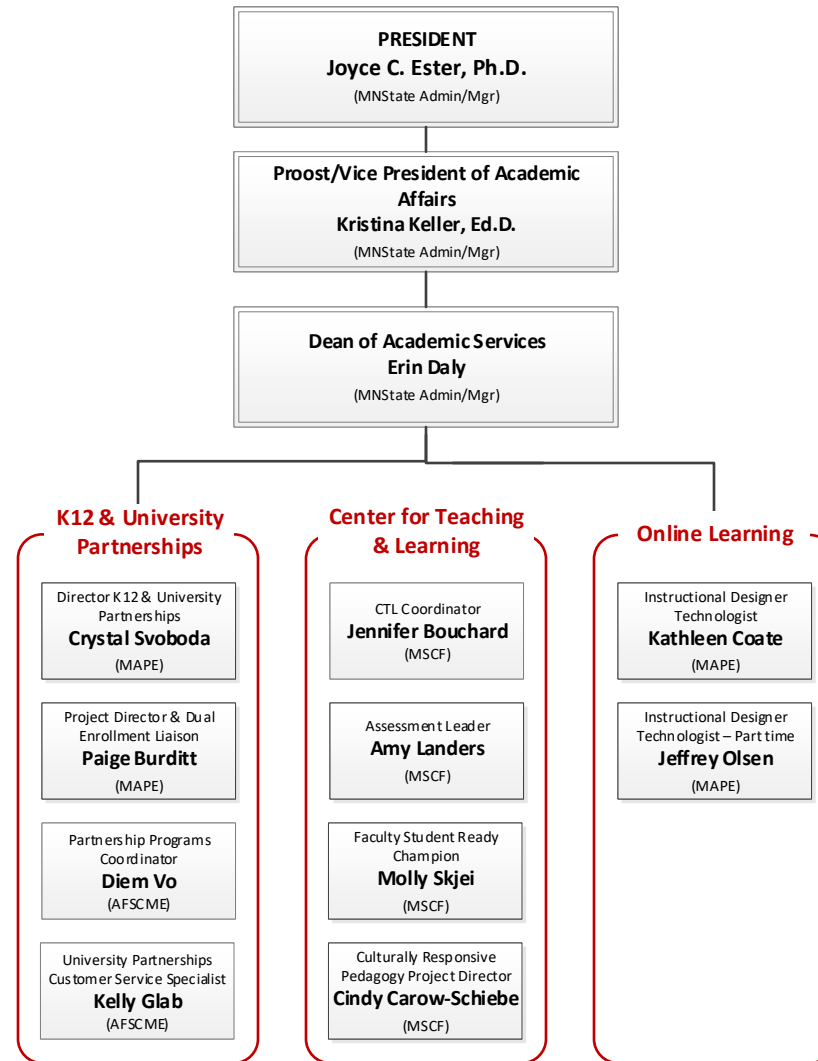 PRESIDENT
Joyce C. Ester, Ph.D.
(MNState Admin/Mgr)
Proost/Vice President of Academic
Affairs
Kristina Keller, Ed.D.
(MNState Admin/Mgr)
Dean of Academic Services
Erin Daly
(MNState Admin/Mgr)
K12 & University
Partnerships
Director K12 & University
Partnerships
Crystal Svoboda
(MAPE)
Project Director & Dual
Enrollment Liaison
Paige Burditt
(MAPE)
Partnership Programs
Coordinator
Diem Vo
(AFSCME)
University Partnerships
Customer Service Specialist
Kelly Glab
(AFSCME)
Center for Teaching
& Learning
CTL Coordinator
Jennifer Bouchard
(MSCF)
Assessment Leader
Amy Landers
(MSCF)
Faculty Student Ready
Champion
Molly Skjei
(MSCF)
Culturally Responsive
Pedagogy Project Director
Cindy Carow-Schiebe
(MSCF)
Online Learning
Instructional Designer
Technologist
Kathleen Coate
(MAPE)
Instructional Designer
Technologist – Part time
Jeffrey Olsen
(MAPE)